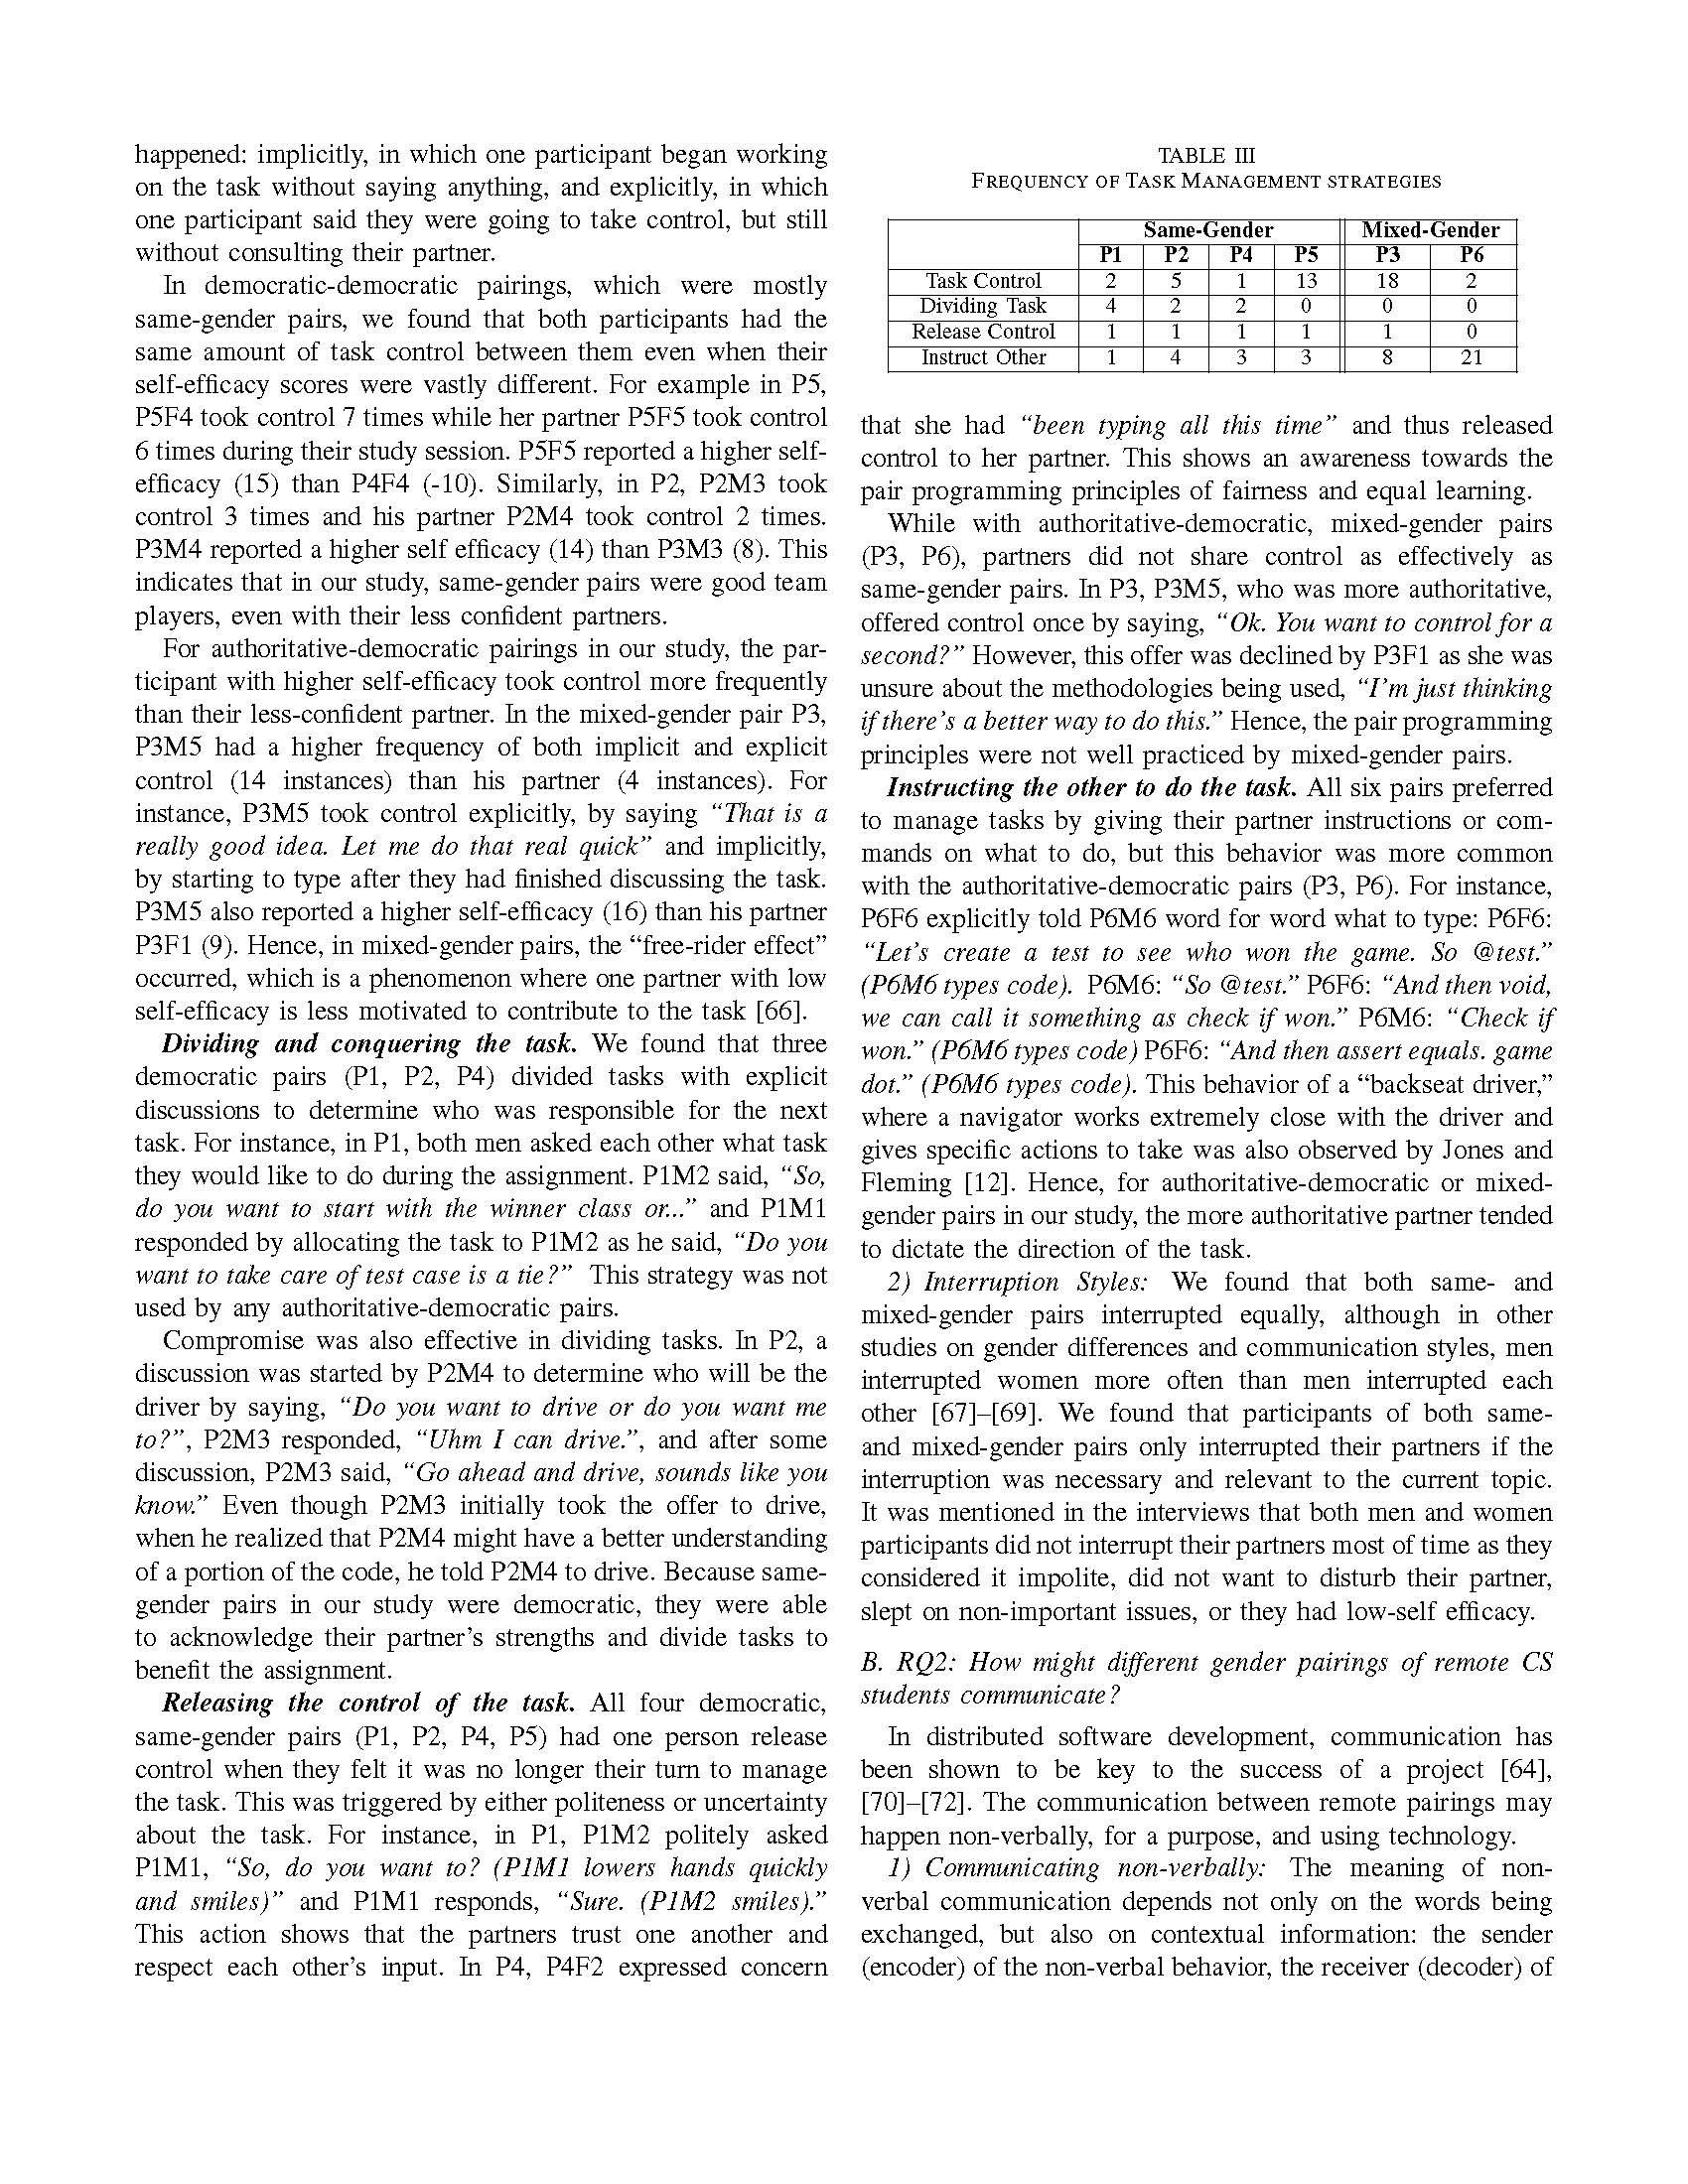 happened: implicitly, in which one participant began working
on the task without saying anything, and explicitly, in which
one participant said they were going to take control, but still
without consulting their partner.
In democratic-democratic pairings, which were mostly
same-gender pairs, we found that both participants had the
same amount of task control between them even when their
self-efficacy scores were vastly different. For example in P5,
P5F4 took control 7 times while her partner P5F5 took control
6 times during their study session. P5F5 reported a higher self-
efficacy (15) than P4F4 (-10). Similarly, in P2, P2M3 took
control 3 times and his partner P2M4 took control 2 times.
P3M4 reported a higher self efficacy (14) than P3M3 (8). This
indicates that in our study, same-gender pairs were good team
players, even with their less confident partners.
For authoritative-democratic pairings in our study, the par-
ticipant with higher self-efficacy took control more frequently
than their less-confident partner. In the mixed-gender pair P3,
P3M5 had a higher frequency of both implicit and explicit
control (14 instances) than his partner (4 instances). For
instance, P3M5 took control explicitly, by saying “That is a
really good idea. Let me do that real quick” and implicitly,
by starting to type after they had finished discussing the task.
P3M5 also reported a higher self-efficacy (16) than his partner
P3F1 (9). Hence, in mixed-gender pairs, the “free-rider effect”
occurred, which is a phenomenon where one partner with low
self-efficacy is less motivated to contribute to the task [66].
Dividing and conquering the task. We found that three
democratic pairs (P1, P2, P4) divided tasks with explicit
discussions to determine who was responsible for the next
task. For instance, in P1, both men asked each other what task
they would like to do during the assignment. P1M2 said, “So,
do you want to start with the winner class or...” and P1M1
responded by allocating the task to P1M2 as he said, “Do you
want to take care of test case is a tie?” This strategy was not
used by any authoritative-democratic pairs.
Compromise was also effective in dividing tasks. In P2, a
discussion was started by P2M4 to determine who will be the
driver by saying, “Do you want to drive or do you want me
to?”, P2M3 responded, “Uhm I can drive.”, and after some
discussion, P2M3 said, “Go ahead and drive, sounds like you
know.” Even though P2M3 initially took the offer to drive,
when he realized that P2M4 might have a better understanding
of a portion of the code, he told P2M4 to drive. Because same-
gender pairs in our study were democratic, they were able
to acknowledge their partner’s strengths and divide tasks to
benefit the assignment.
Releasing the control of the task. All four democratic,
same-gender pairs (P1, P2, P4, P5) had one person release
control when they felt it was no longer their turn to manage
the task. This was triggered by either politeness or uncertainty
about the task. For instance, in P1, P1M2 politely asked
P1M1, “So, do you want to? (P1M1 lowers hands quickly
and smiles)” and P1M1 responds, “Sure. (P1M2 smiles).”
This action shows that the partners trust one another and
respect each other’s input. In P4, P4F2 expressed concern
TABLE III
FREQUENCY OF TASK MANAGEMENT STRATEGIES
Same-Gender Mixed-Gender
P1 P2 P4 P5 P3 P6
Task Control 2 5 1 13 18 2
Dividing Task 4 2 2 0 0 0
Release Control 1 1 1 1 1 0
Instruct Other 1 4 3 3 8 21
that she had “been typing all this time” and thus released
control to her partner. This shows an awareness towards the
pair programming principles of fairness and equal learning.
While with authoritative-democratic, mixed-gender pairs
(P3, P6), partners did not share control as effectively as
same-gender pairs. In P3, P3M5, who was more authoritative,
offered control once by saying, “Ok. You want to control for a
second?” However, this offer was declined by P3F1 as she was
unsure about the methodologies being used, “I’m just thinking
if there’s a better way to do this.” Hence, the pair programming
principles were not well practiced by mixed-gender pairs.
Instructing the other to do the task. All six pairs preferred
to manage tasks by giving their partner instructions or com-
mands on what to do, but this behavior was more common
with the authoritative-democratic pairs (P3, P6). For instance,
P6F6 explicitly told P6M6 word for word what to type: P6F6:
“Let’s create a test to see who won the game. So @test.”
(P6M6 types code). P6M6: “So @test.” P6F6: “And then void,
we can call it something as check if won.” P6M6: “Check if
won.” (P6M6 types code) P6F6: “And then assert equals. game
dot.” (P6M6 types code). This behavior of a “backseat driver,”
where a navigator works extremely close with the driver and
gives specific actions to take was also observed by Jones and
Fleming [12]. Hence, for authoritative-democratic or mixed-
gender pairs in our study, the more authoritative partner tended
to dictate the direction of the task.
2) Interruption Styles: We found that both same- and
mixed-gender pairs interrupted equally, although in other
studies on gender differences and communication styles, men
interrupted women more often than men interrupted each
other [67]–[69]. We found that participants of both same-
and mixed-gender pairs only interrupted their partners if the
interruption was necessary and relevant to the current topic.
It was mentioned in the interviews that both men and women
participants did not interrupt their partners most of time as they
considered it impolite, did not want to disturb their partner,
slept on non-important issues, or they had low-self efficacy.
B. RQ2: How might different gender pairings of remote CS
students communicate?
In distributed software development, communication has
been shown to be key to the success of a project [64],
[70]–[72]. The communication between remote pairings may
happen non-verbally, for a purpose, and using technology.
1) Communicating non-verbally: The meaning of non-
verbal communication depends not only on the words being
exchanged, but also on contextual information: the sender
(encoder) of the non-verbal behavior, the receiver (decoder) of